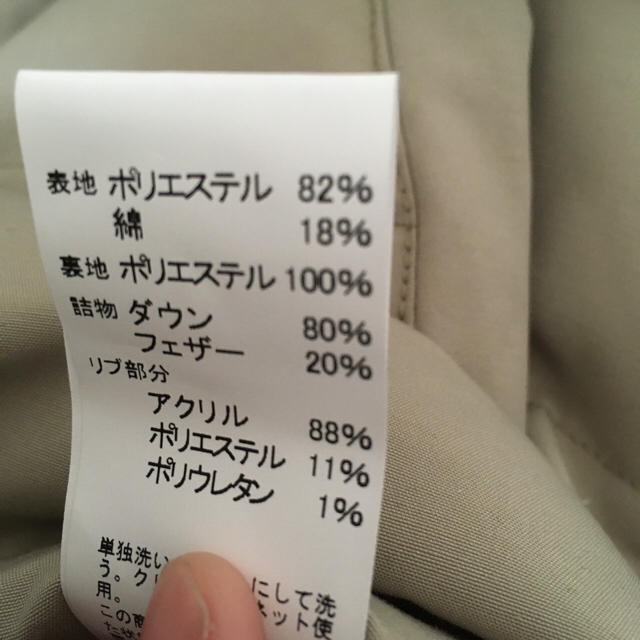 表地 ポリエステル 82%
綿 18%
裏地 ポリエステル 100%
詰物 ダウン 80%
フェザー 20%
リブ部分
アクリル 88%
ポリエステル 11%
ポリウレタン 1%
単独洗い にして洗
う。ク ネット使
用。
この商